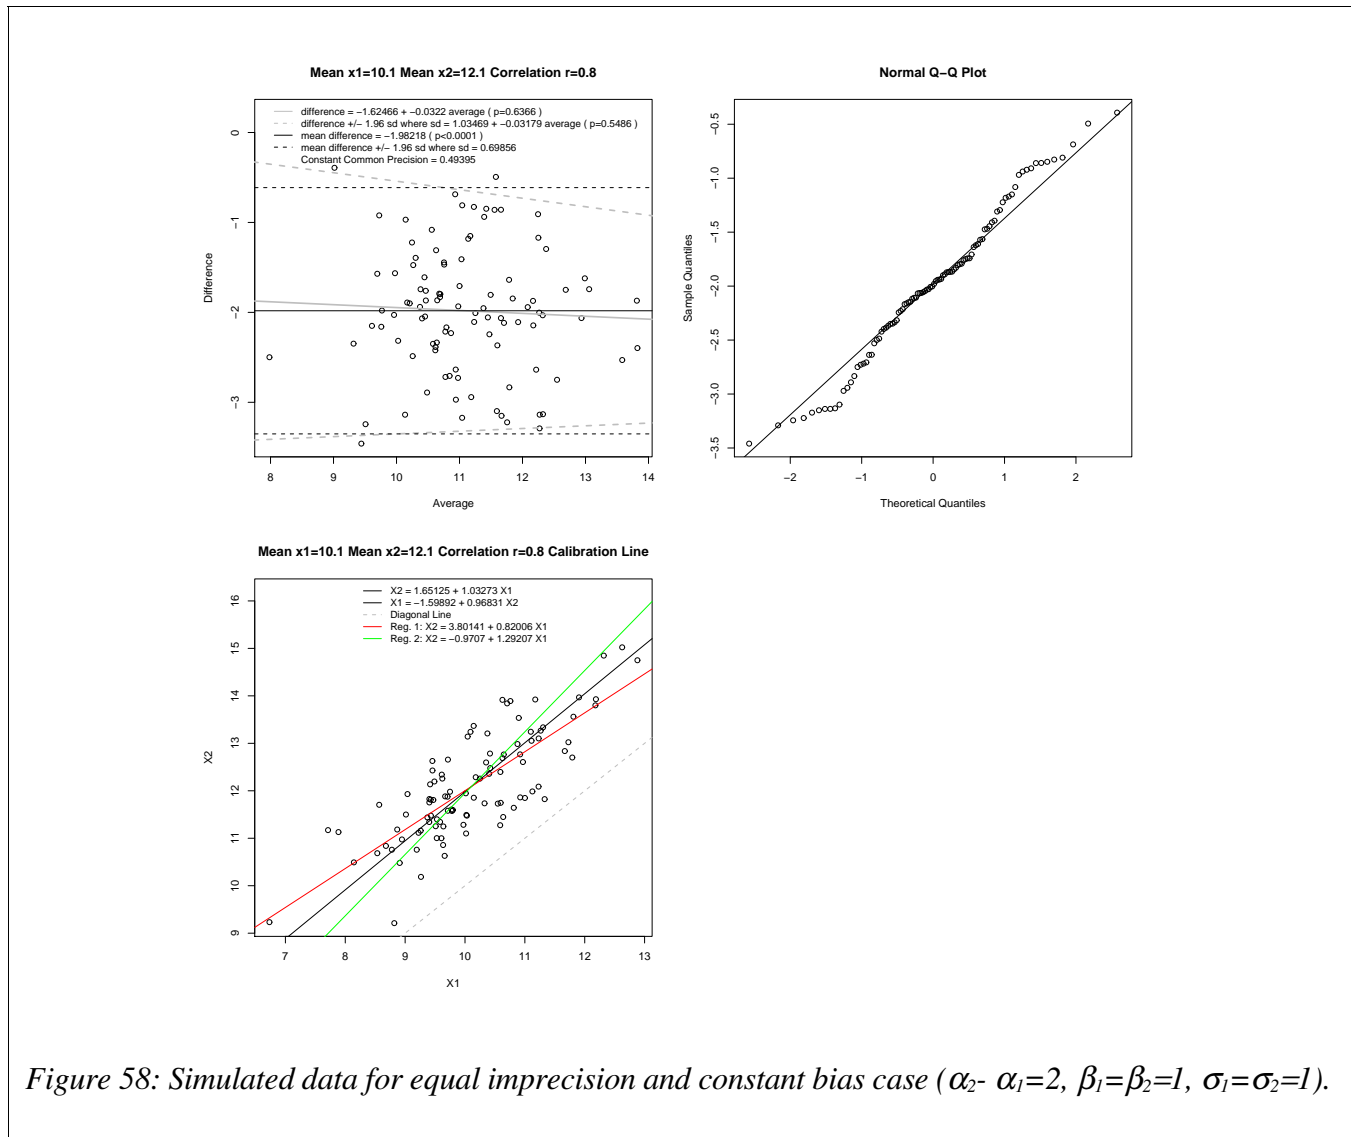 Mean x1=10.1 Mean x2=12.1 Correlation r=0.8
difference = −1.62466 + −0.0322 average ( p=0.6366 )
difference +/− 1.96 sd where sd = 1.03469 + −0.03179 average ( p=0.5486 )
mean difference = −1.98218 ( p<0.0001 )
mean difference +/− 1.96 sd where sd = 0.69856
Constant Common Precision = 0.49395
Difference
0
−1
−2
−3
8 9 10 11 12 13 14
Average
Normal Q−Q Plot
Sample Quantiles
−0.5
−1.0
−1.5
−2.0
−2.5
−3.0
−3.5
−2 −1 0 1 2
Theoretical Quantiles
Mean x1=10.1 Mean x2=12.1 Correlation r=0.8 Calibration Line
X2 = 1.65125 + 1.03273 X1
X1 = −1.59892 + 0.96831 X2
Diagonal Line
Reg. 1: X2 = 3.80141 + 0.82006 X1
Reg. 2: X2 = −0.9707 + 1.29207 X1
X2
16
15
14
13
12
11
10
9
7 8 9 10 11 12 13
X1
Figure 58: Simulated data for equal imprecision and constant bias case (α2- α1=2, β1=β2=1, σ1=σ2=1).